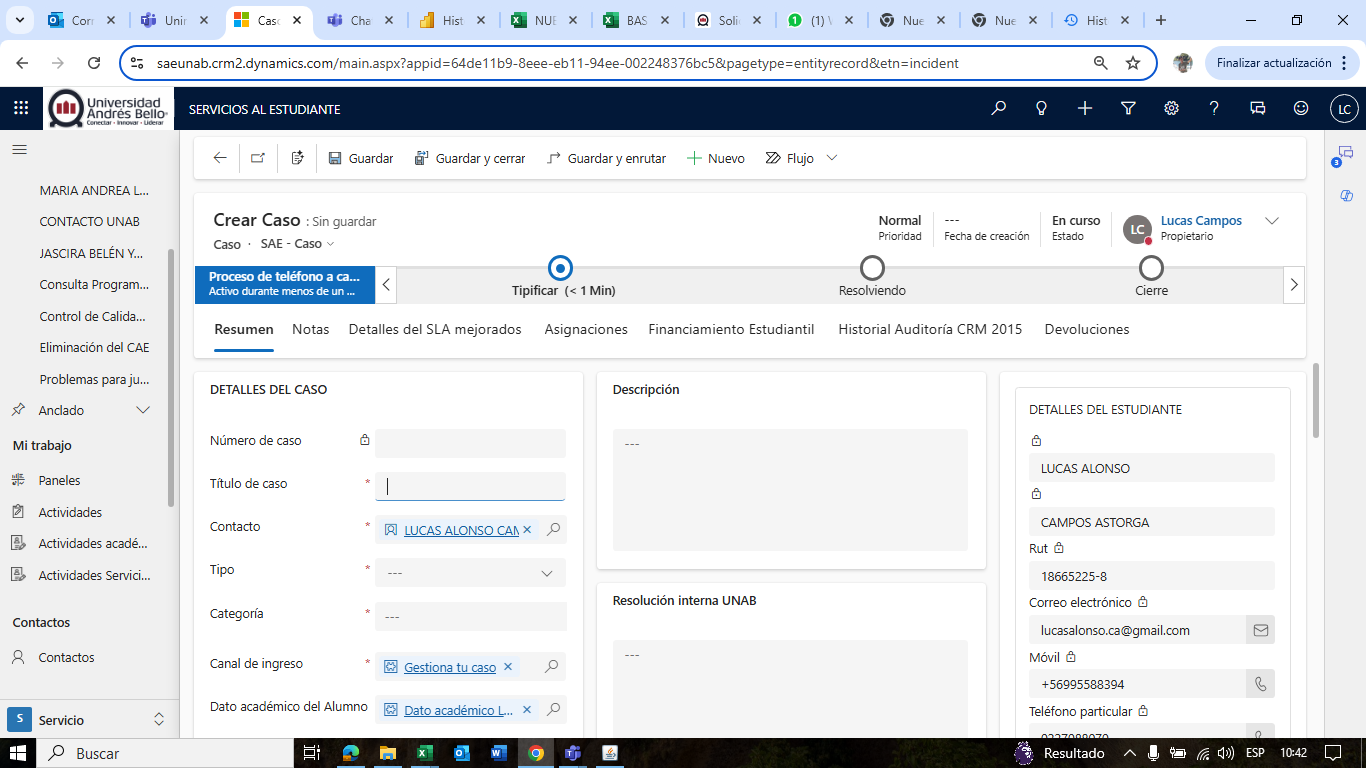 Corr
Unir
Caso
Cha
Hist
NUE
BAS
Solic
(1) V
Nue
Nue
Hist
saeunab.crm2.dynamics.com/main.aspx?appid=64de11b9-8eee-eb11-94ee-002248376bc5&pagetype=entityrecord&etn=incident
Finalizar actualización
Universidad
Andrés Bello
Conectar · Innovar · Liderar
SERVICIOS AL ESTUDIANTE
LC
Guardar
Guardar y cerrar
Guardar y enrutar
Nuevo
Flujo
3
MARIA ANDREA L...
CONTACTO UNAB
JASCIRA BELÉN Y...
Consulta Program...
Control de Calida...
Eliminación del CAE
Problemas para ju...
Anclado
Mi trabajo
Paneles
Actividades
Actividades acadé...
Actividades Servici...
Contactos
Contactos
S Servicio
Crear Caso : Sin guardar
Caso · SAE - Caso
Normal
Prioridad
---
Fecha de creación
En curso
Estado
LC
Lucas Campos
Propietario
Proceso de teléfono a ca...
Activo durante menos de un ...
Tipificar (< 1 Min)
Resolviendo
Cierre
Resumen
Notas
Detalles del SLA mejorados
Asignaciones
Financiamiento Estudiantil
Historial Auditoría CRM 2015
Devoluciones
DETALLES DEL CASO
Número de caso
Título de caso *
Contacto * LUCAS ALONSO CAM
Tipo * ---
Categoría * ---
Canal de ingreso * Gestiona tu caso
Dato académico del Alumno Dato académico L...
Descripción
---
Resolución interna UNAB
---
DETALLES DEL ESTUDIANTE
LUCAS ALONSO
CAMPOS ASTORGA
Rut
18665225-8
Correo electrónico
lucasalonso.ca@gmail.com
Móvil
+56995588394
Teléfono particular
Buscar
Resultado
ESP
10:42